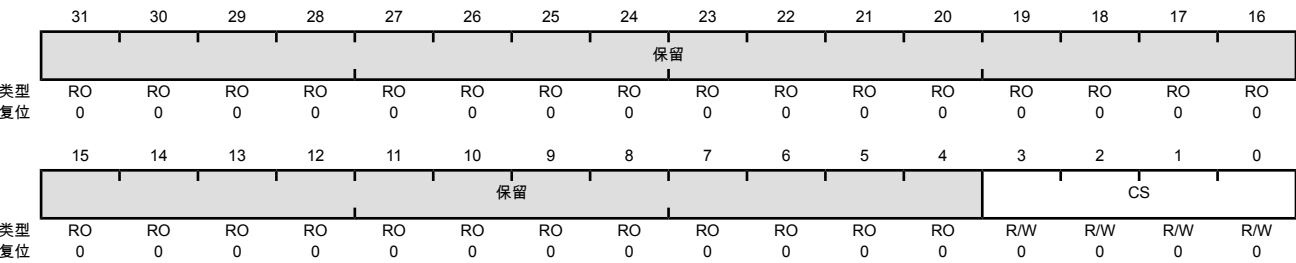 31 30 29 28 27 26 25 24 23 22 21 20 19 18 17 16
保留
类型 RO RO RO RO RO RO RO RO RO RO RO RO RO RO RO RO
复位 0 0 0 0 0 0 0 0 0 0 0 0 0 0 0 0
15 14 13 12 11 10 9 8 7 6 5 4 3 2 1 0
保留 CS
类型 RO RO RO RO RO RO RO RO RO RO RO RO R/W R/W R/W R/W
复位 0 0 0 0 0 0 0 0 0 0 0 0 0 0 0 0